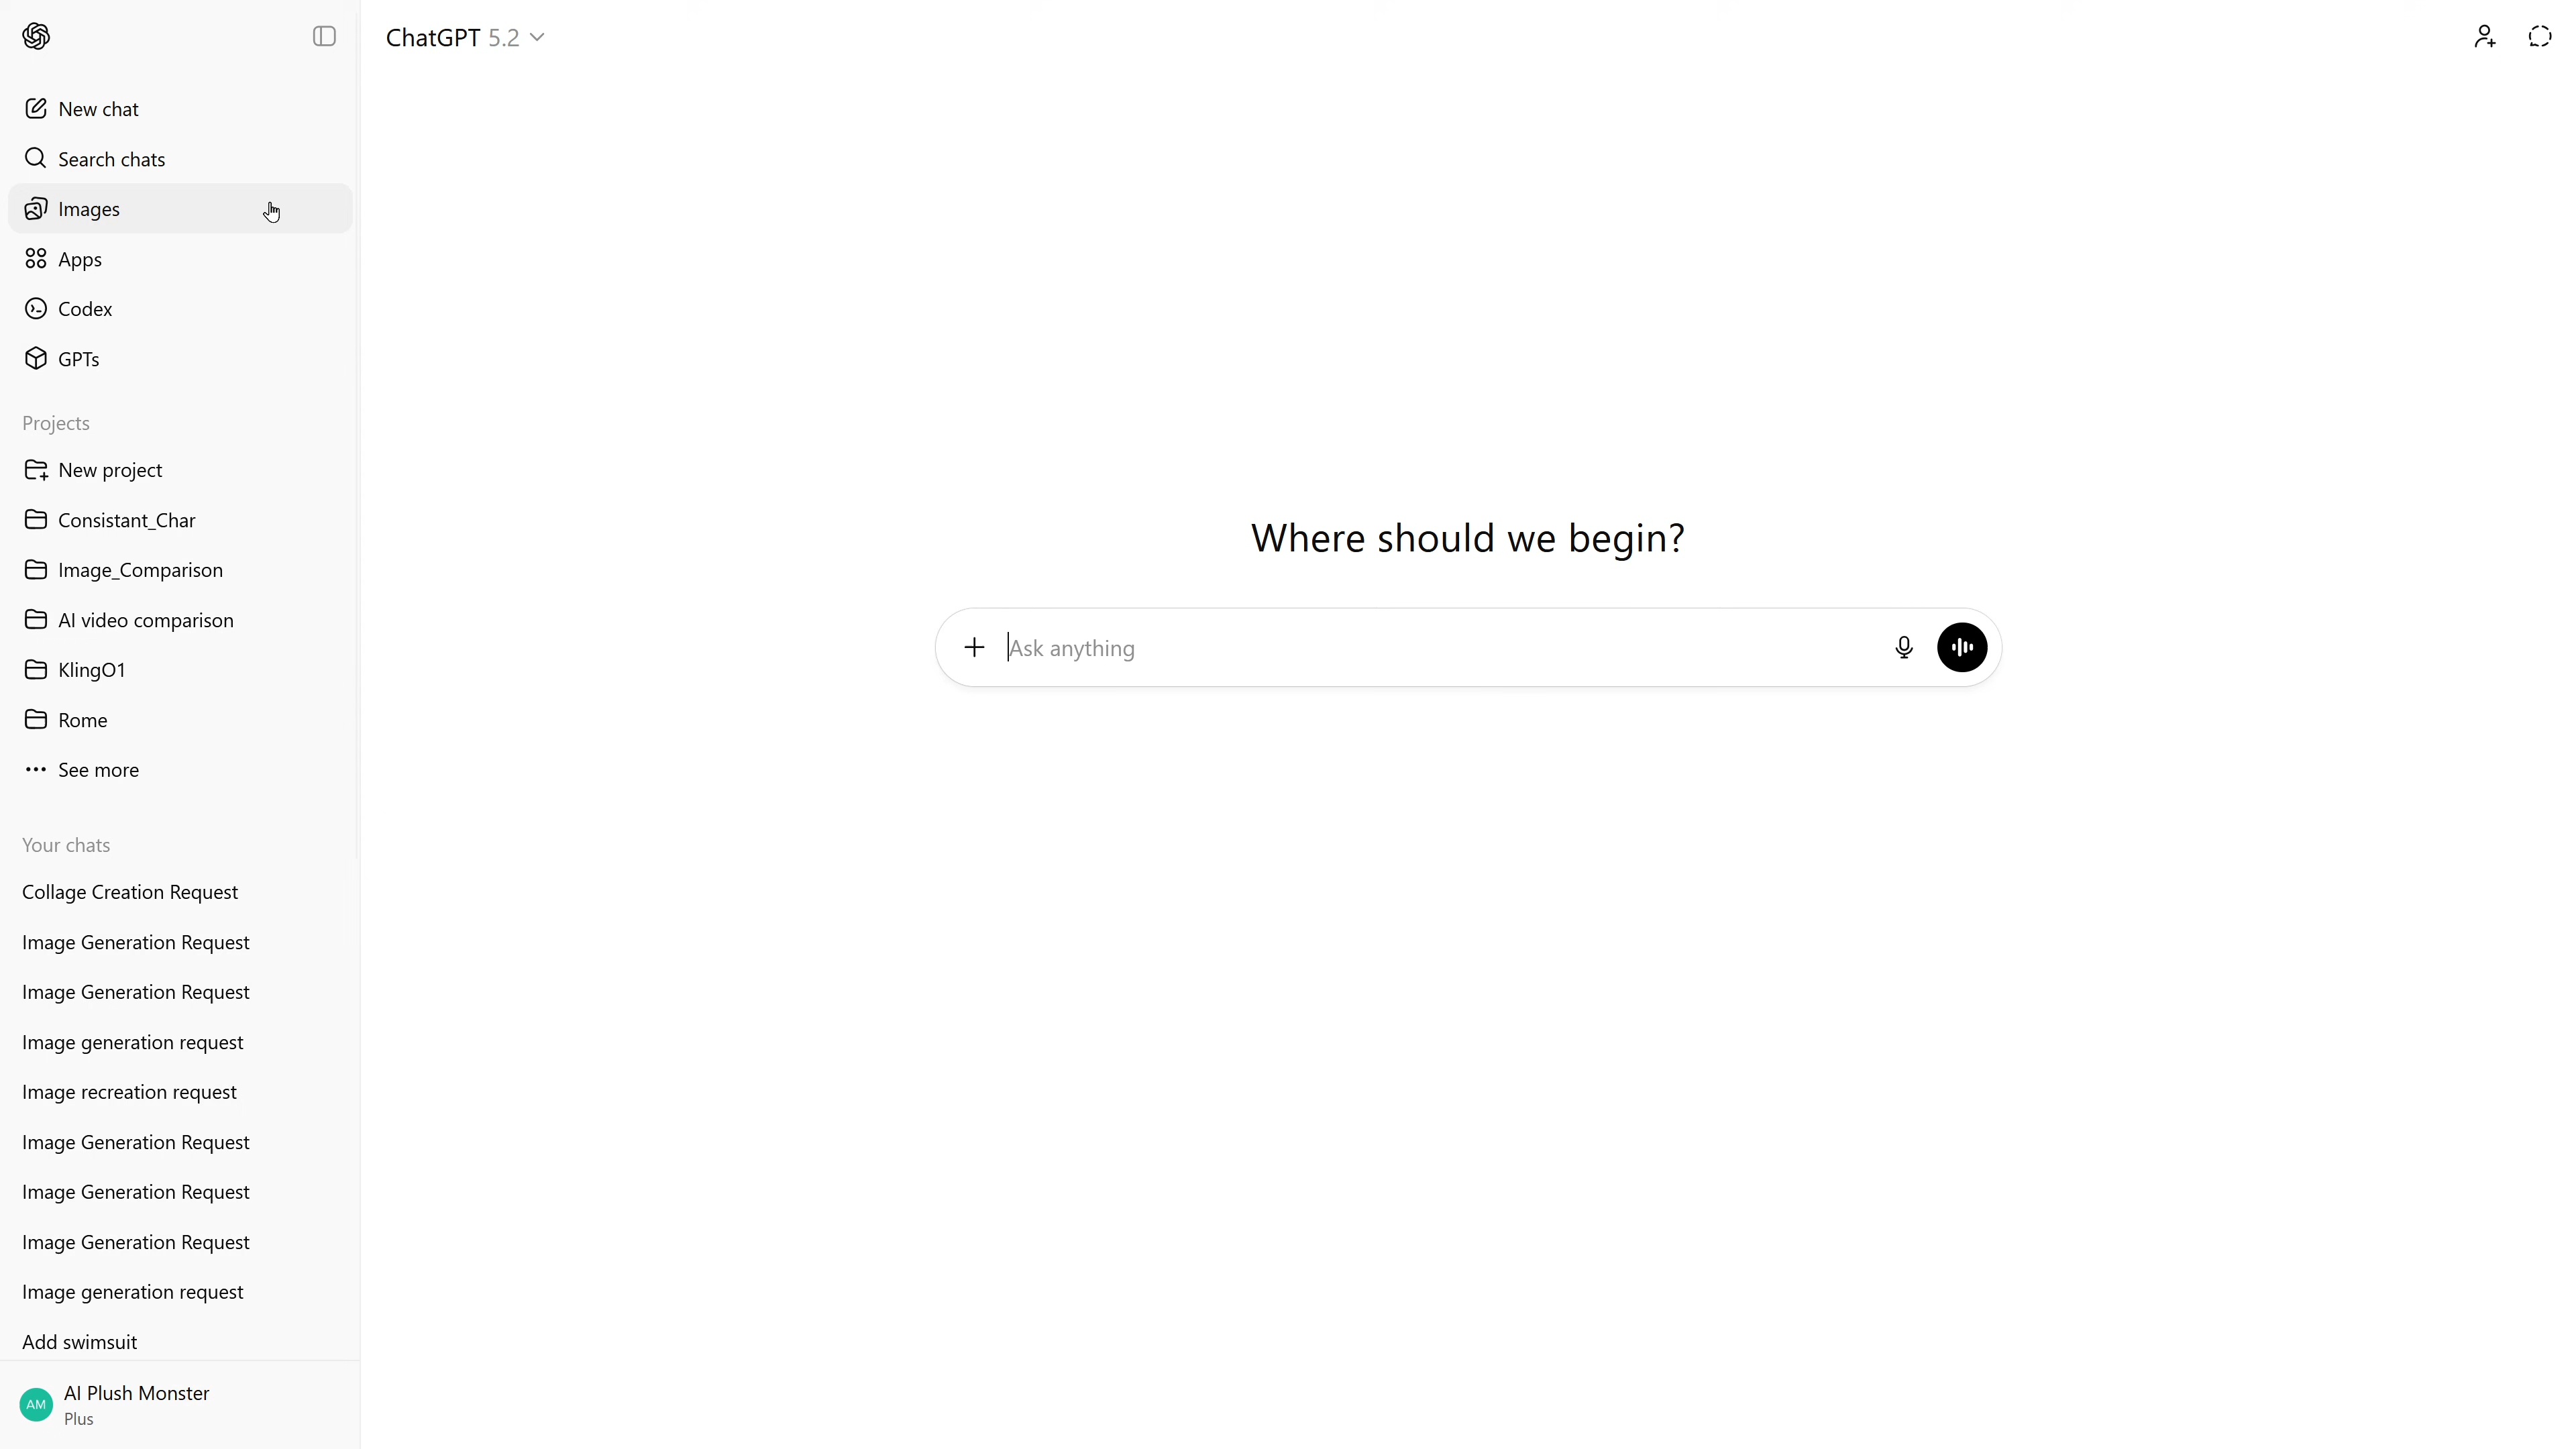 ChatGPT 5.2
New chat
Search chats
Images
Apps
Codex
GPTs
Projects
New project
Consistant_Char
Image_Comparison
AI video comparison
KlingO1
Rome
See more
Your chats
Collage Creation Request
Image Generation Request
Image Generation Request
Image generation request
Image recreation request
Image Generation Request
Image Generation Request
Image Generation Request
Image generation request
Add swimsuit
AM
AI Plush Monster
Plus
Where should we begin?
Ask anything